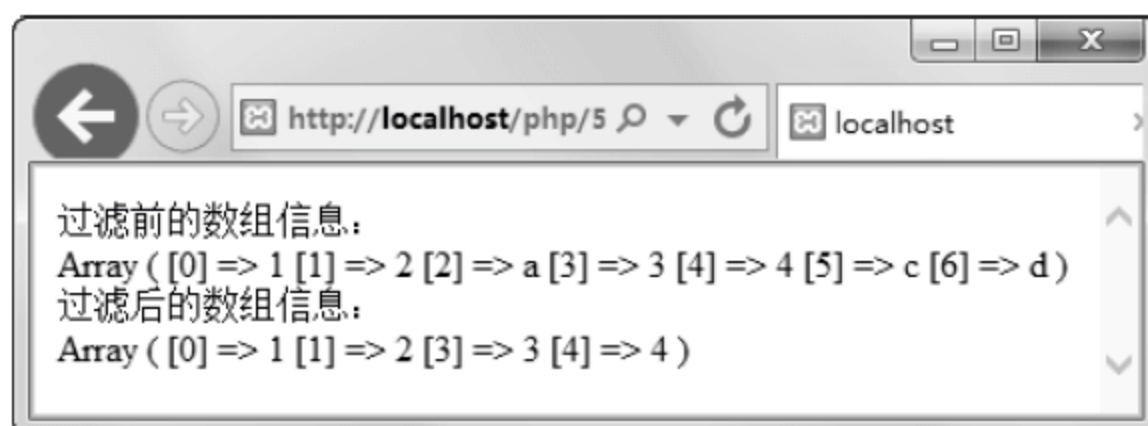 http://localhost/php/5
localhost
过滤前的数组信息：
Array ( [0] => 1 [1] => 2 [2] => a [3] => 3 [4] => 4 [5] => c [6] => d )
过滤后的数组信息：
Array ( [0] => 1 [1] => 2 [3] => 3 [4] => 4 )